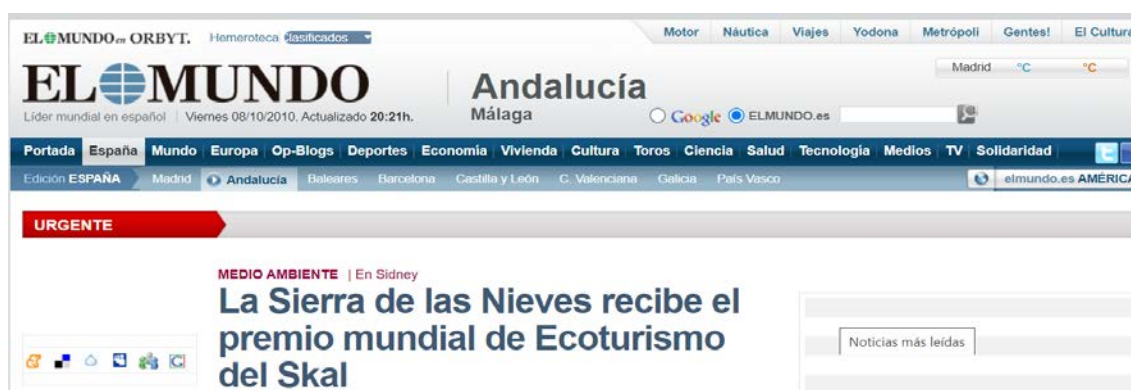 EL MUNDO en ORBYT. Hemeroteca Clasificados
Motor Náutica Viajes Yodona Metrópoli Gentes! El Cultura
EL MUNDO
Andalucía
Málaga
Madrid °C °C
Líder mundial en español | Viernes 08/10/2010. Actualizado 20:21h.
Google ELMUNDO.es
Portada España Mundo Europa Op-Blogs Deportes Economía Vivienda Cultura Toros Ciencia Salud Tecnología Medios TV Solidaridad
Edición ESPAÑA Madrid Andalucía Baleares Barcelona Castilla y León C. Valenciana Galicia País Vasco elmundo.es AMÉRICA
URGENTE
MEDIO AMBIENTE | En Sidney
La Sierra de las Nieves recibe el
premio mundial de Ecoturismo
del Skal
Noticias más leídas